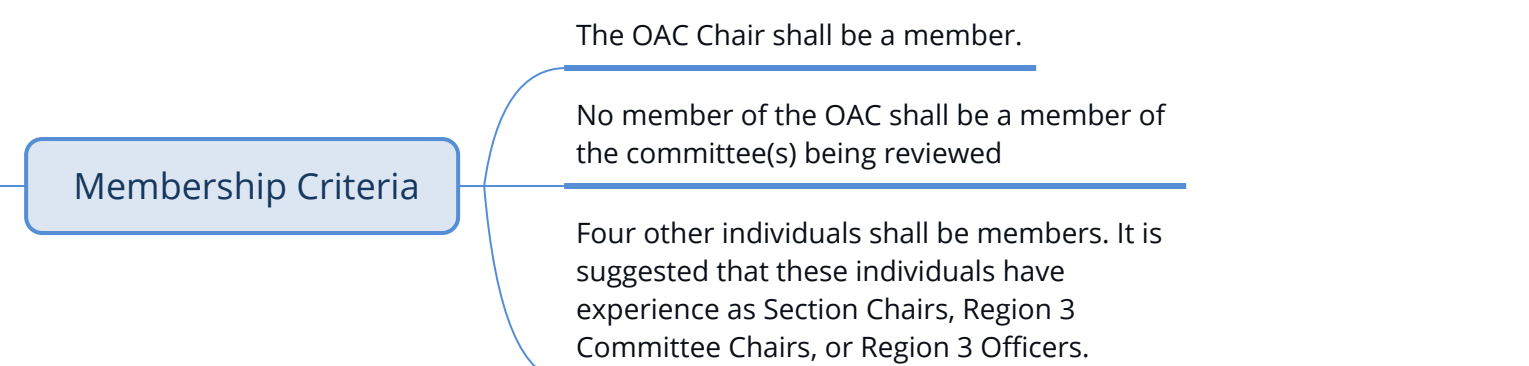 The OAC Chair shall be a member.
No member of the OAC shall be a member of
the committee(s) being reviewed
Membership Criteria
Four other individuals shall be members. It is
suggested that these individuals have
experience as Section Chairs, Region 3
Committee Chairs, or Region 3 Officers.